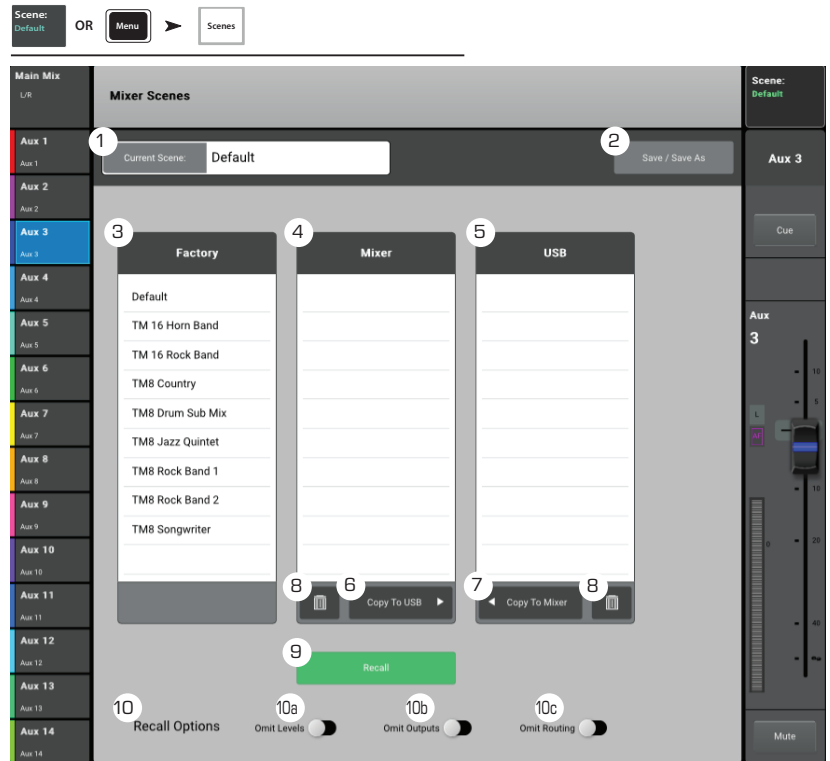 Scene:
Default
OR
Menu
Scenes
Main Mix
L/R
Mixer Scenes
Scene:
Default
1
Current Scene:
Default
2
Save / Save As
Aux 1
Aux 1
Aux 2
Aux 2
Aux 3
Aux 3
Aux 4
Aux 4
Aux 5
Aux 5
Aux 6
Aux 6
Aux 7
Aux 7
Aux 8
Aux 8
Aux 9
Aux 9
Aux 10
Aux 10
Aux 11
Aux 11
Aux 12
Aux 12
Aux 13
Aux 13
Aux 14
Aux 14
3
Factory
Default
TM 16 Horn Band
TM 16 Rock Band
TM8 Country
TM8 Drum Sub Mix
TM8 Jazz Quintet
TM8 Rock Band 1
TM8 Rock Band 2
TM8 Songwriter
4
Mixer
8
6
Copy To USB
5
USB
7
Copy To Mixer
8
9
Recall
10
Recall Options
10a
Omit Levels
10b
Omit Outputs
10c
Omit Routing
Aux 3
Cue
Aux
3
10
5
L
10
20
40
Mute